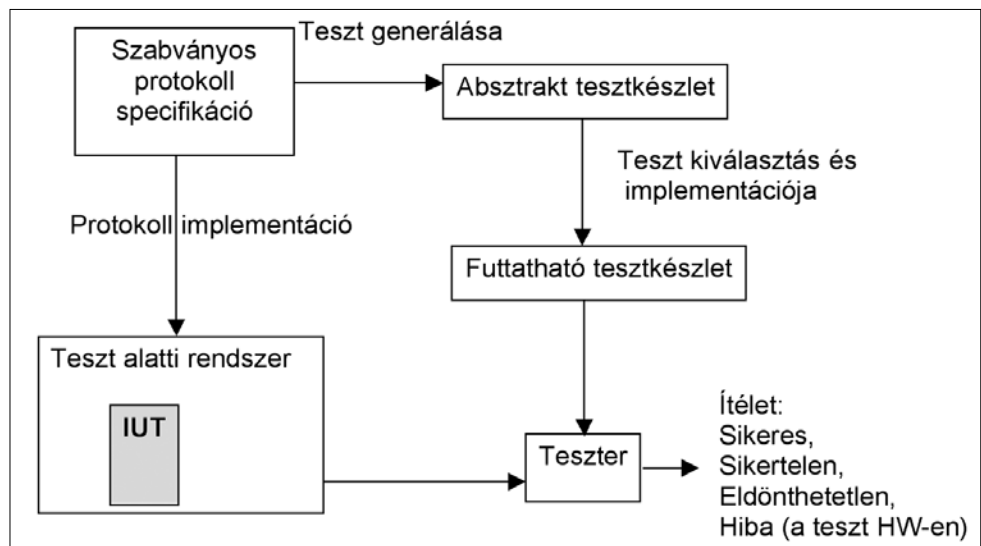 Szabványos
protokoll
specifikáció
Teszt generálása
Absztrakt tesztkészlet
Teszt kiválasztás és
implementációja
Protokoll implementáció
Futtatható tesztkészlet
Teszt alatti rendszer
IUT
Teszter
Ítélet:
Sikeres,
Sikertelen,
Eldönthetetlen,
Hiba (a teszt HW-en)